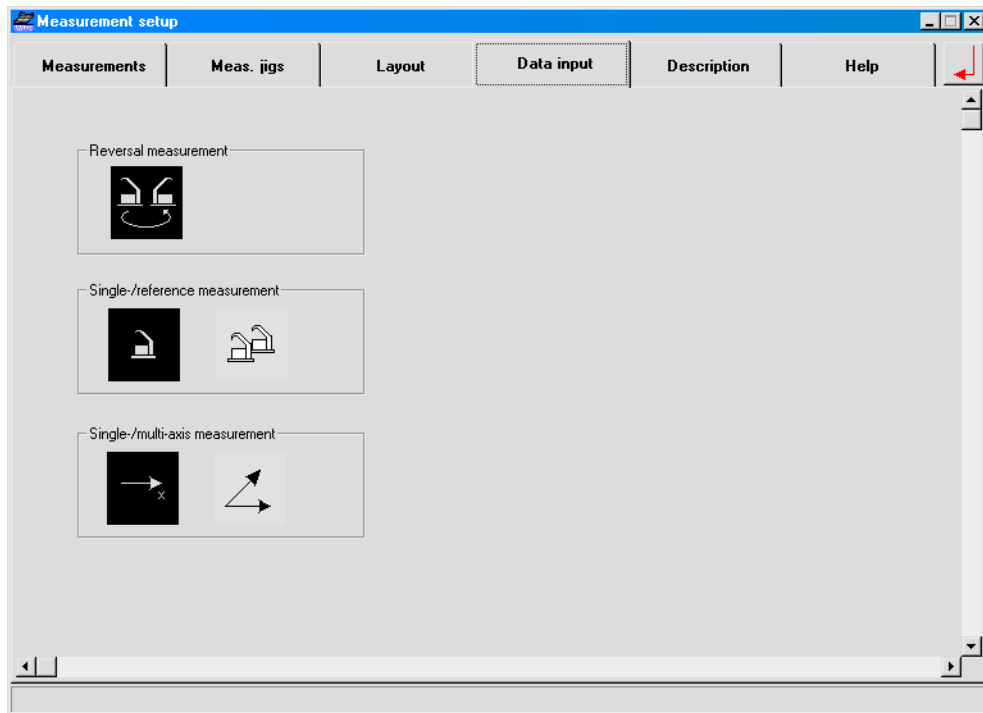 Measurement setup
Measurements Meas. jigs Layout Data input Description Help
Reversal measurement
Single-/reference measurement
Single-/multi-axis measurement
x